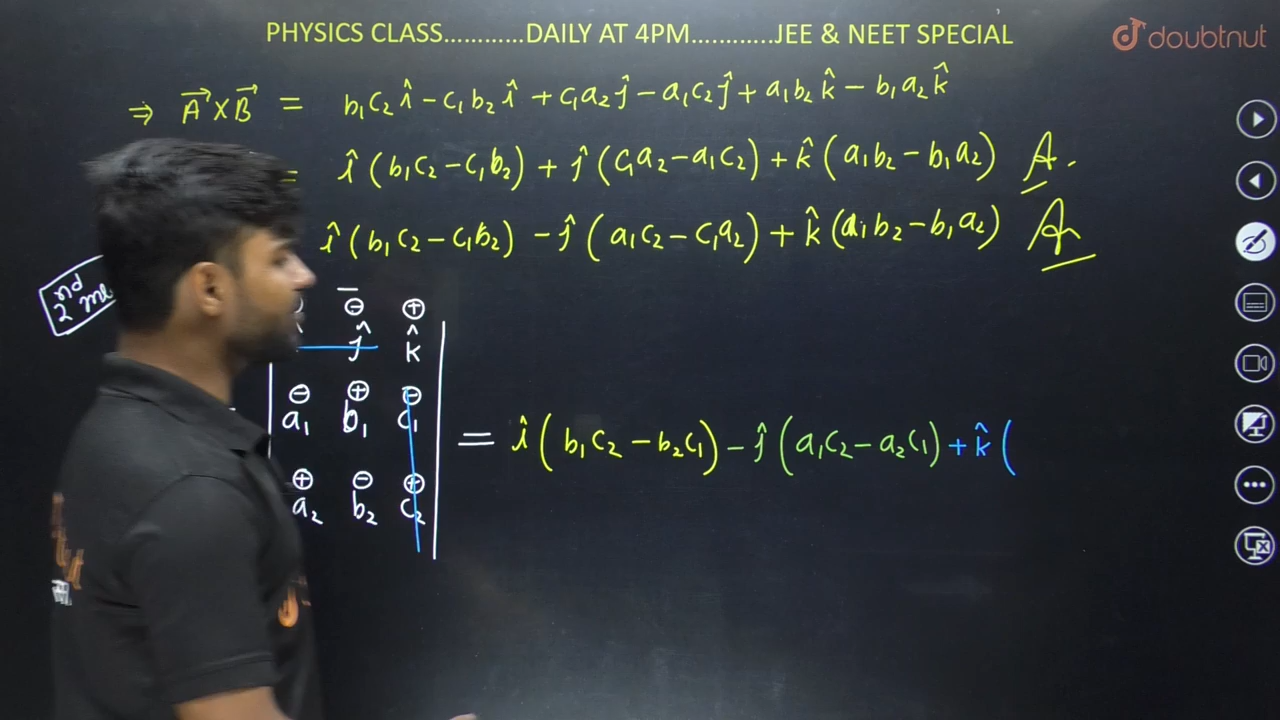 PHYSICS CLASS............DAILY AT 4PM............JEE & NEET SPECIAL
doubtnut
⇒ A⃗ × B⃗ = b₁c₂ î − c₁b₂ î + c₁a₂ ĵ − a₁c₂ ĵ + a₁b₂ k̂ − b₁a₂ k̂
= î (b₁c₂ − c₁b₂) + ĵ (c₁a₂ − a₁c₂) + k̂ (a₁b₂ − b₁a₂) A.
î (b₁c₂ − c₁b₂) − ĵ (a₁c₂ − c₁a₂) + k̂ (a₁b₂ − b₁a₂)
2nd
⊖ ⊕
ĵ k̂
⊖ ⊕ ⊖
a₁ b₁ c₁
= î (b₁c₂ − b₂c₁) − ĵ (a₁c₂ − a₂c₁) + k̂ (
⊕ ⊖ ⊕
a₂ b₂ c₂